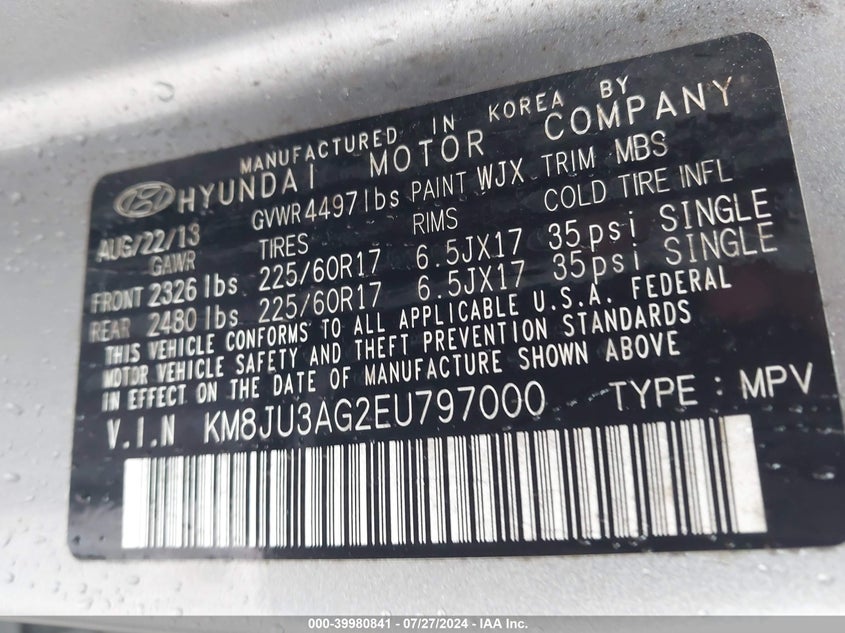 MANUFACTURED IN KOREA BY
HYUNDAI MOTOR COMPANY
AUG/22/13 GVWR 4497lbs PAINT WJX TRIM MBS
GAWR TIRES RIMS COLD TIRE INFL
FRONT 2326 lbs 225/60R17 6.5JX17 35psi SINGLE
REAR 2480 lbs 225/60R17 6.5JX17 35psi SINGLE
THIS VEHICLE CONFORMS TO ALL APPLICABLE U.S.A. FEDERAL
MOTOR VEHICLE SAFETY AND THEFT PREVENTION STANDARDS
IN EFFECT ON THE DATE OF MANUFACTURE SHOWN ABOVE
V.I.N KM8JU3AG2EU797000 TYPE : MPV
000-39980841 - 07/27/2024 - IAA Inc.